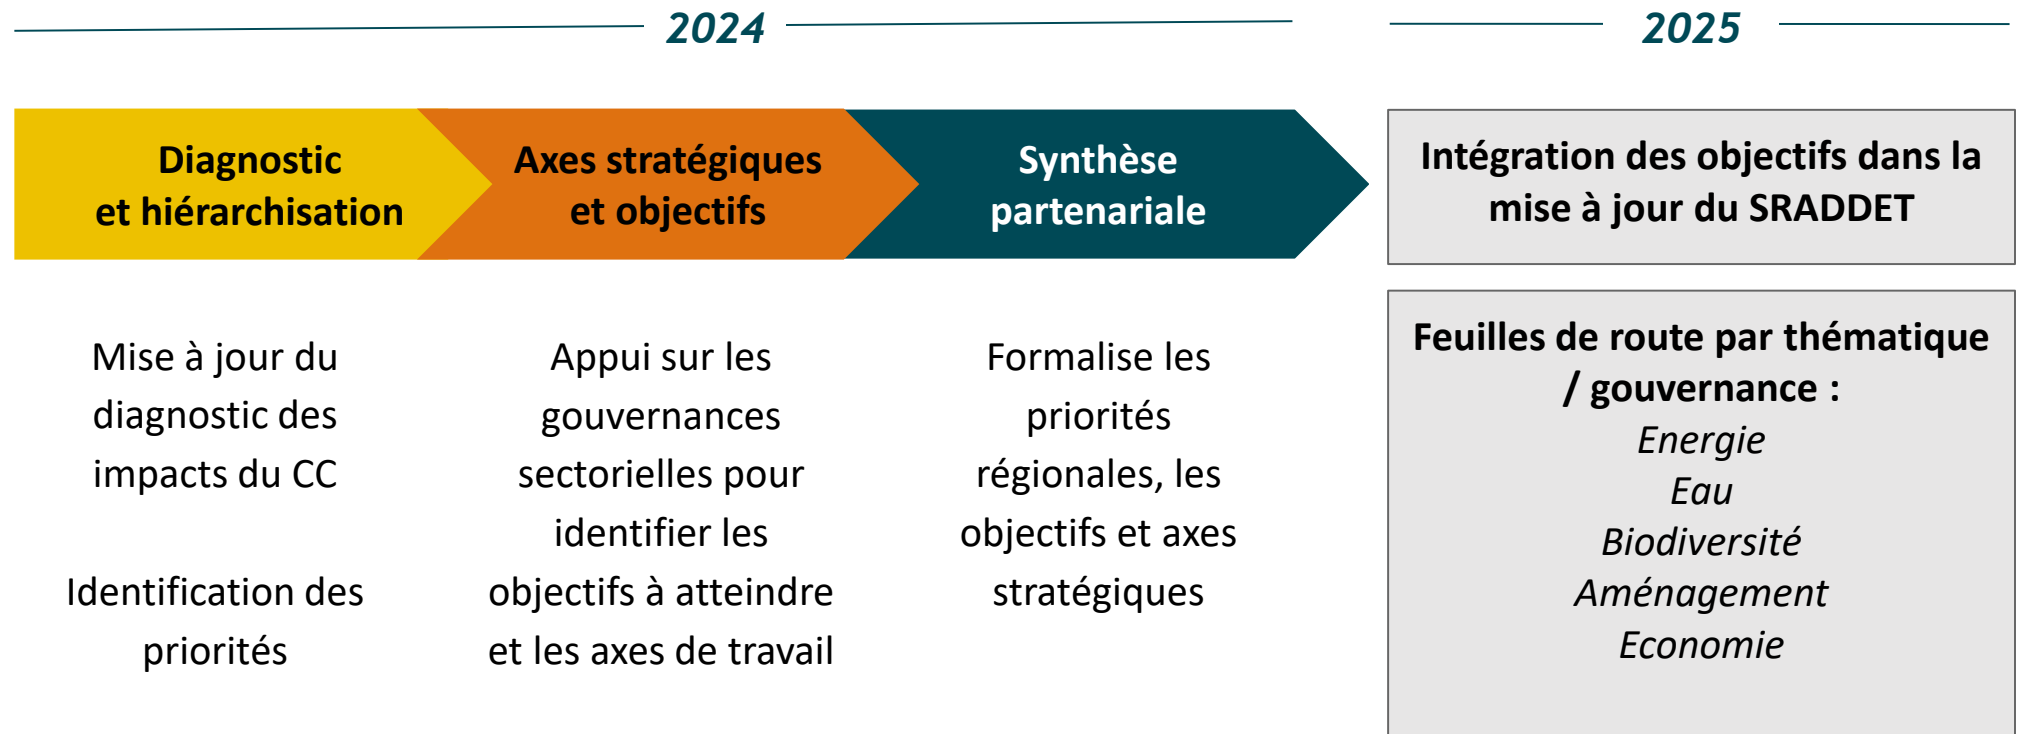 2024
2025
Diagnostic
et hiérarchisation
Axes stratégiques
et objectifs
Synthèse
partenariale
Intégration des objectifs dans la
mise à jour du SRADDET
Mise à jour du
diagnostic des
impacts du CC
Identification des
priorités
Appui sur les
gouvernances
sectorielles pour
identifier les
objectifs à atteindre
et les axes de travail
Formalise les
priorités
régionales, les
objectifs et axes
stratégiques
Feuilles de route par thématique
/ gouvernance :
Energie
Eau
Biodiversité
Aménagement
Economie